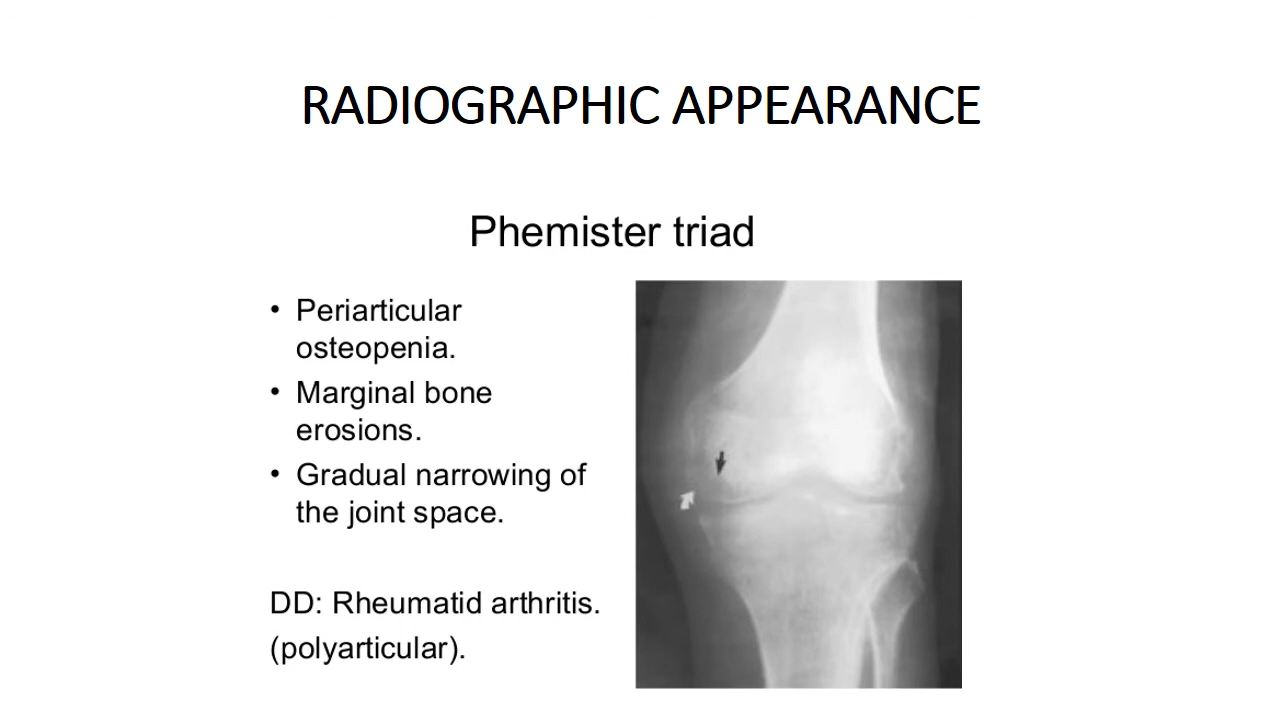 RADIOGRAPHIC APPEARANCE
Phemister triad
• Periarticular
osteopenia.
• Marginal bone
erosions.
• Gradual narrowing of
the joint space.
DD: Rheumatid arthritis.
(polyarticular).